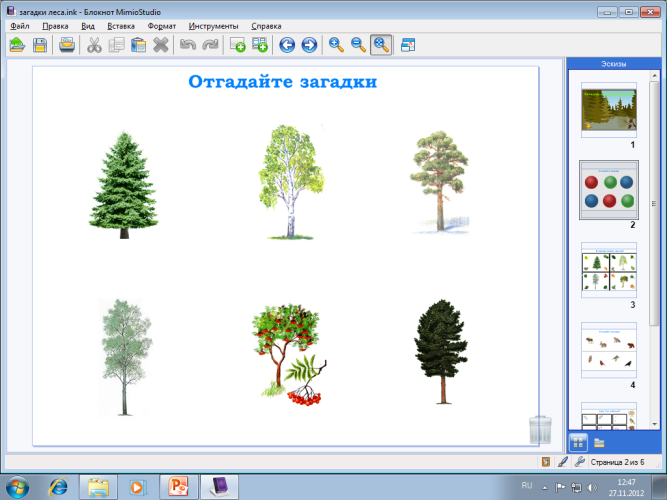 загадки леса.ink - Блокнот MimioStudio
Файл Правка Вид Вставка Формат Инструменты Справка
Эскизы
Отгадайте загадки
1
2
3
4
Страница 2 из 6
RU
12:47
27.11.2012